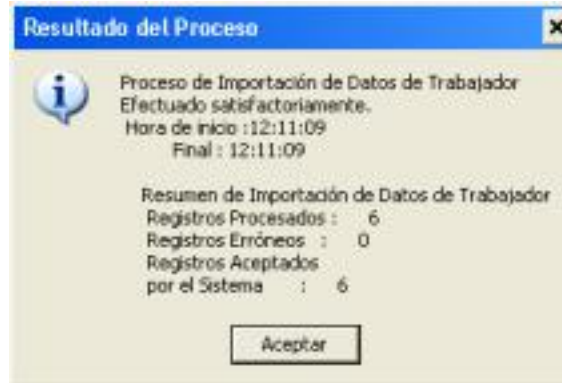 Resultado del Proceso
Proceso de Importación de Datos de Trabajador
Efectuado satisfactoriamente.
Hora de inicio :12:11:09
Final : 12:11:09
Resumen de Importación de Datos de Trabajador
Registros Procesados : 6
Registros Erróneos : 0
Registros Aceptados
por el Sistema : 6
Aceptar